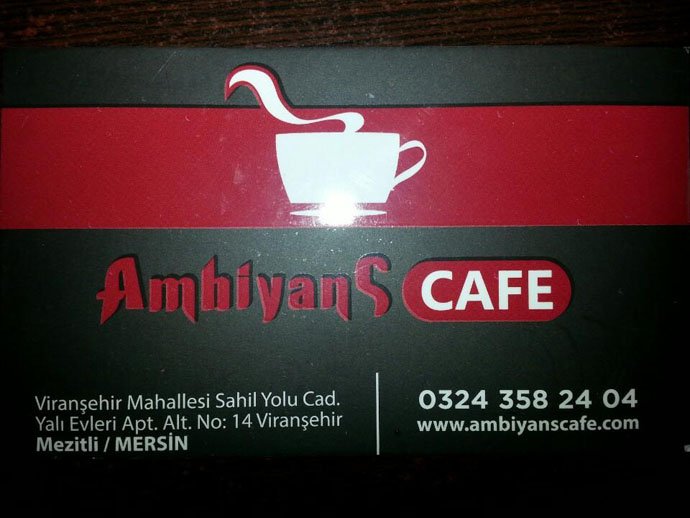 Ambiyans CAFE
Viranşehir Mahallesi Sahil Yolu Cad.
Yalı Evleri Apt. Alt. No: 14 Viranşehir
Mezitli / MERSİN
0324 358 24 04
www.ambiyanscafe.com